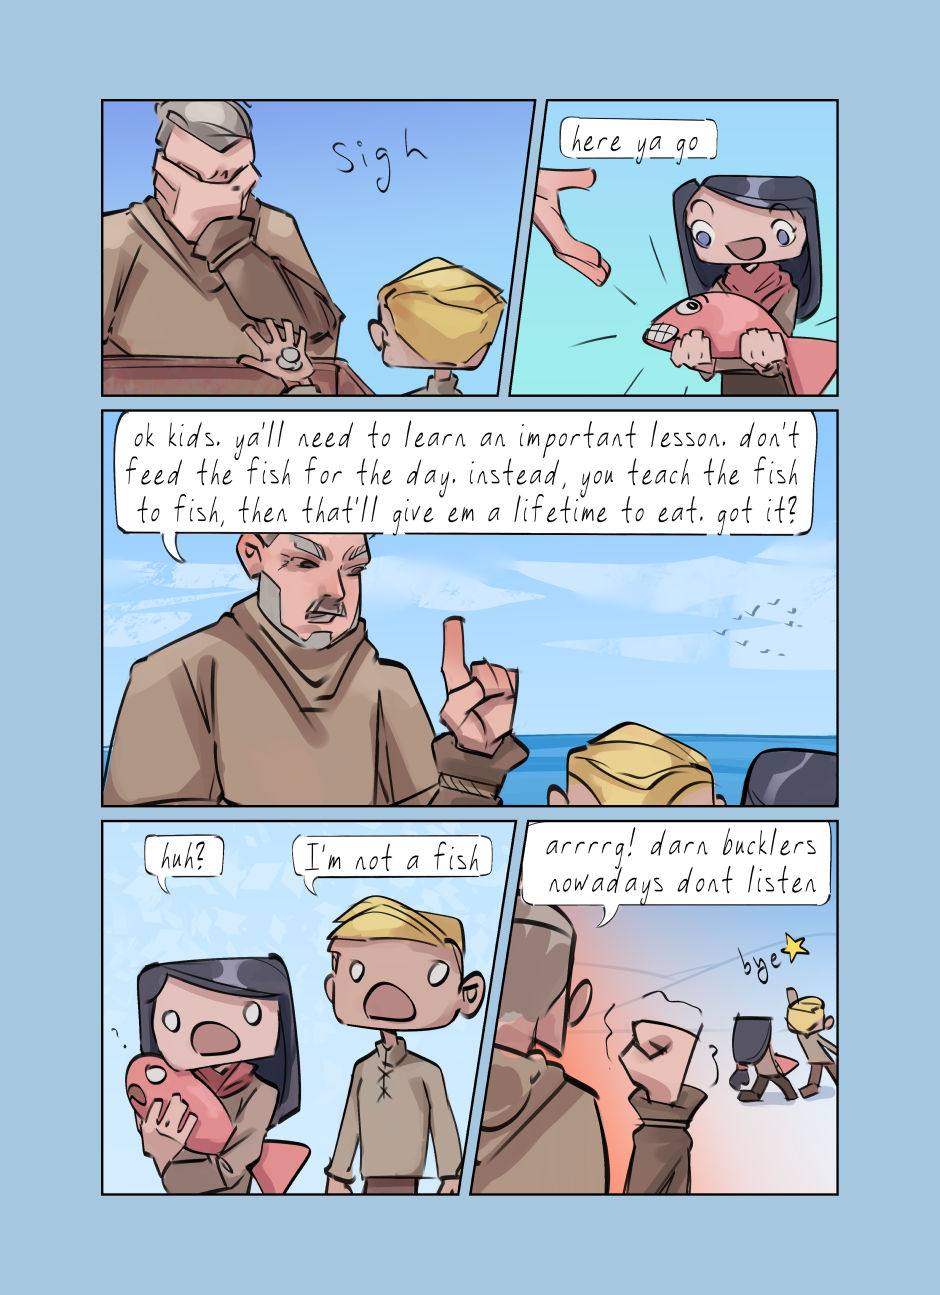 sigh
here ya go
ok kids. ya'll need to learn an important lesson. don't
feed the fish for the day. instead, you teach the fish
to fish, then that'll give em a lifetime to eat. got it?
huh?
I'm not a fish
arrrrg! darn bucklers
nowadays dont listen
bye